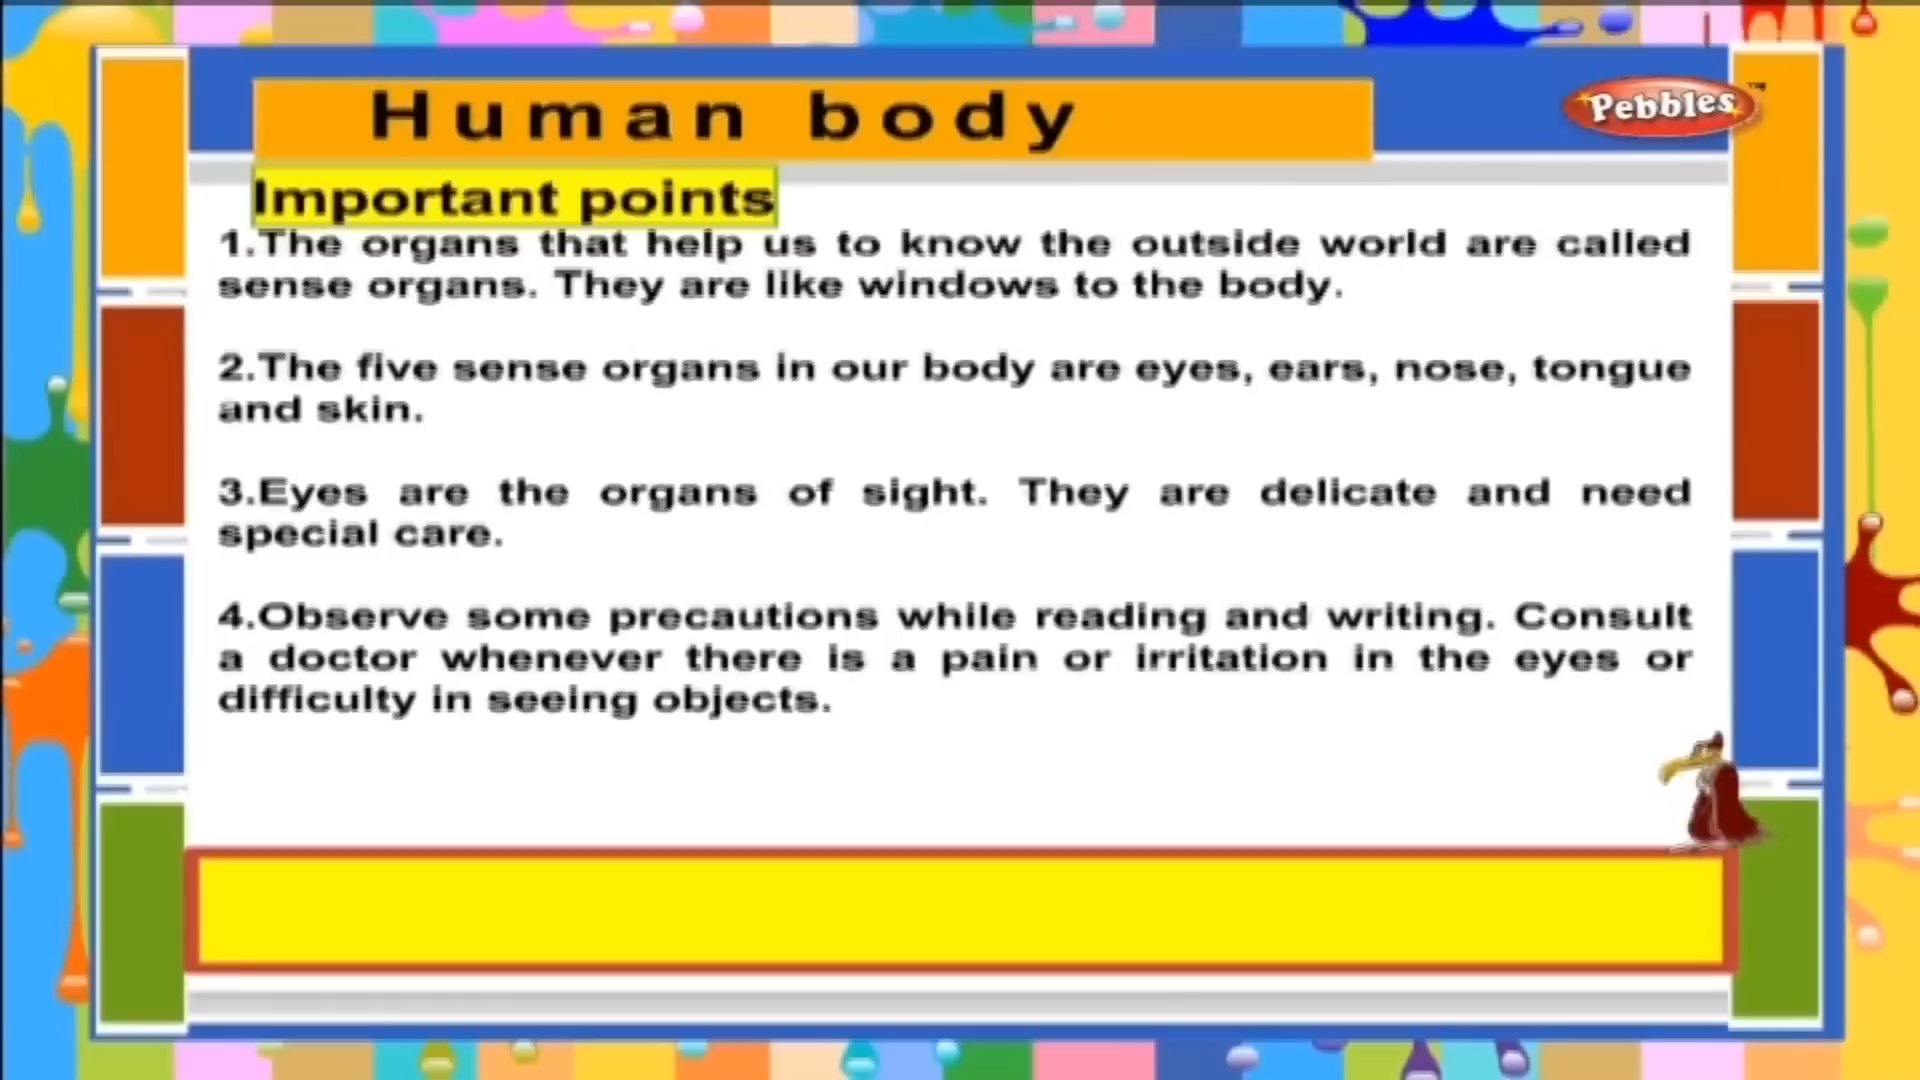 Human body
Pebbles™
Important points
1.The organs that help us to know the outside world are called
sense organs. They are like windows to the body.
2.The five sense organs in our body are eyes, ears, nose, tongue
and skin.
3.Eyes are the organs of sight. They are delicate and need
special care.
4.Observe some precautions while reading and writing. Consult
a doctor whenever there is a pain or irritation in the eyes or
difficulty in seeing objects.